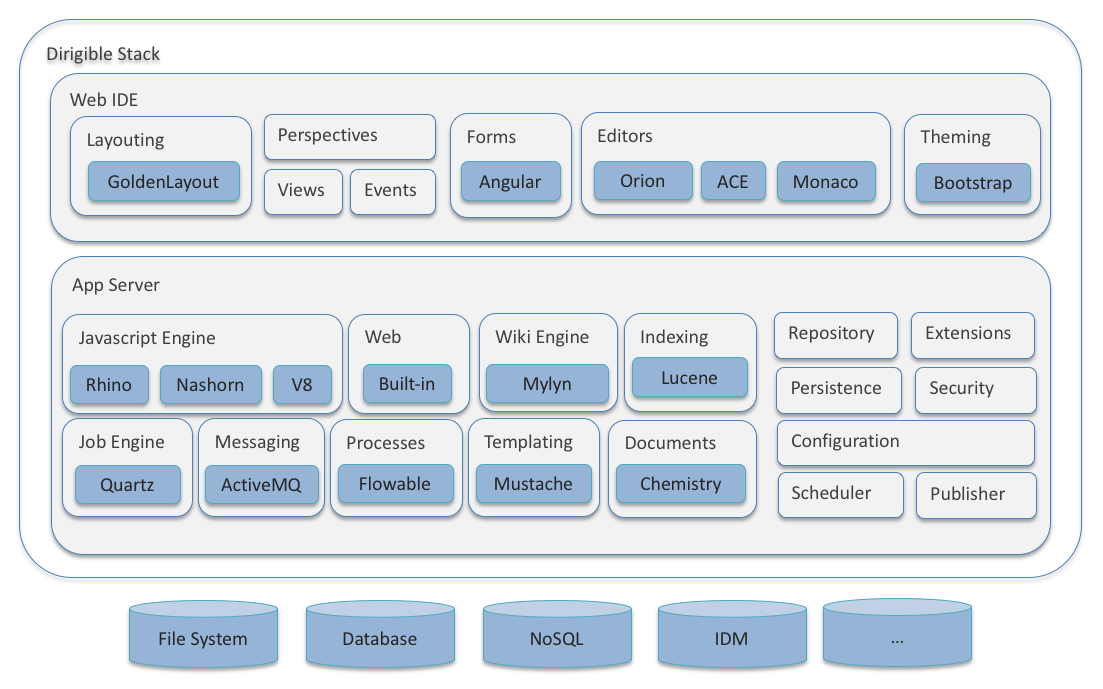 Dirigible Stack
Web IDE
Layouting
GoldenLayout
Perspectives
Views
Events
Forms
Angular
Editors
Orion
ACE
Monaco
Theming
Bootstrap
App Server
Javascript Engine
Rhino
Nashorn
V8
Web
Built-in
Wiki Engine
Mylyn
Indexing
Lucene
Repository
Extensions
Persistence
Security
Job Engine
Quartz
Messaging
ActiveMQ
Processes
Flowable
Templating
Mustache
Documents
Chemistry
Configuration
Scheduler
Publisher
File System
Database
NoSQL
IDM
...